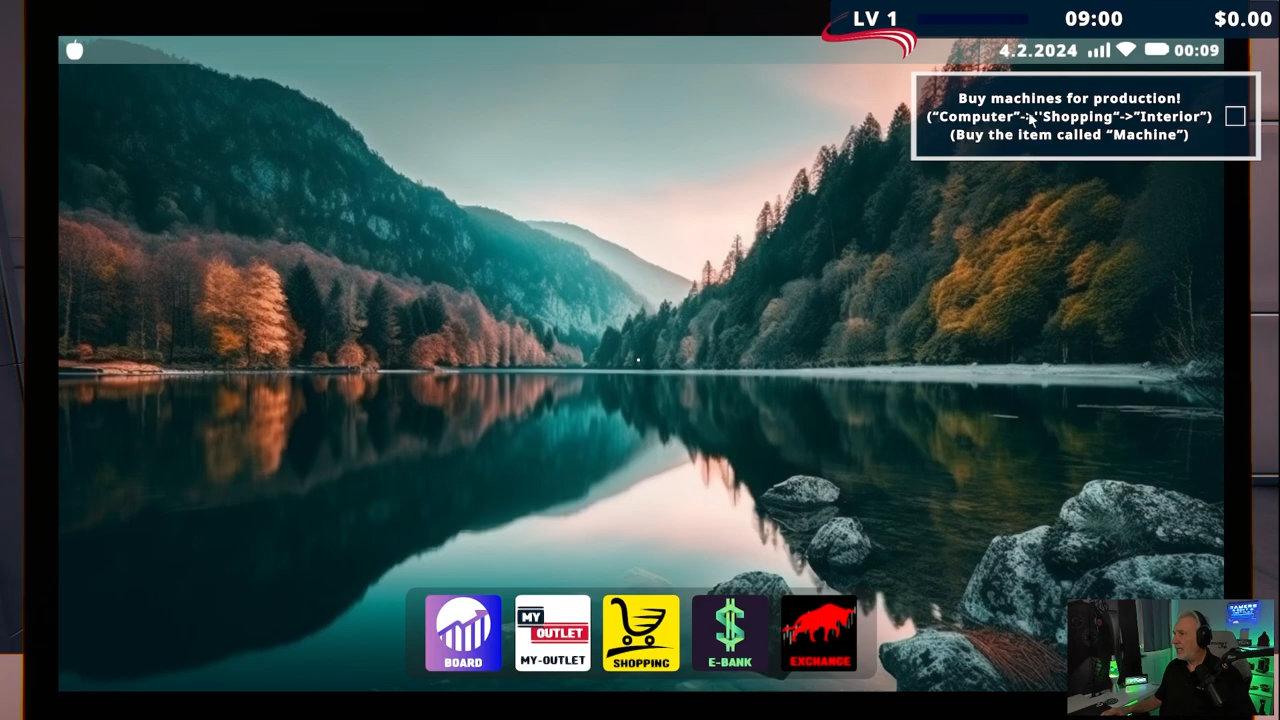 LV 1
09:00
$0.00
4.2.2024
00:09
Buy machines for production!
("Computer"->"Shopping"->"Interior")
(Buy the item called "Machine")
BOARD
MY
OUTLET
MY-OUTLET
SHOPPING
E-BANK
EXCHANGE